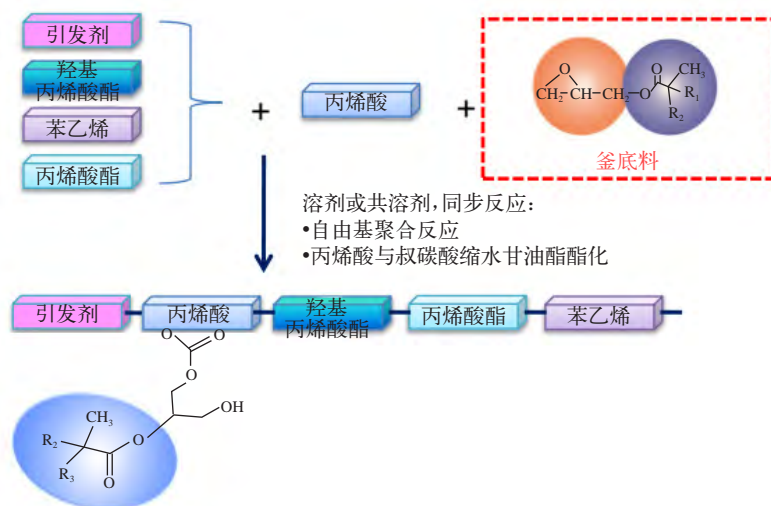 引发剂
羟基
丙烯酸酯
苯乙烯
丙烯酸酯
+
丙烯酸
+
O
CH₂-CH-CH₂-O
O
CH₃
R₁
R₂
釜底料
溶剂或共溶剂,同步反应:
•自由基聚合反应
•丙烯酸与叔碳酸缩水甘油酯酯化
引发剂
丙烯酸
羟基
丙烯酸酯
丙烯酸酯
苯乙烯
O
O
O
OH
CH₃
R₂
O
R₃
O